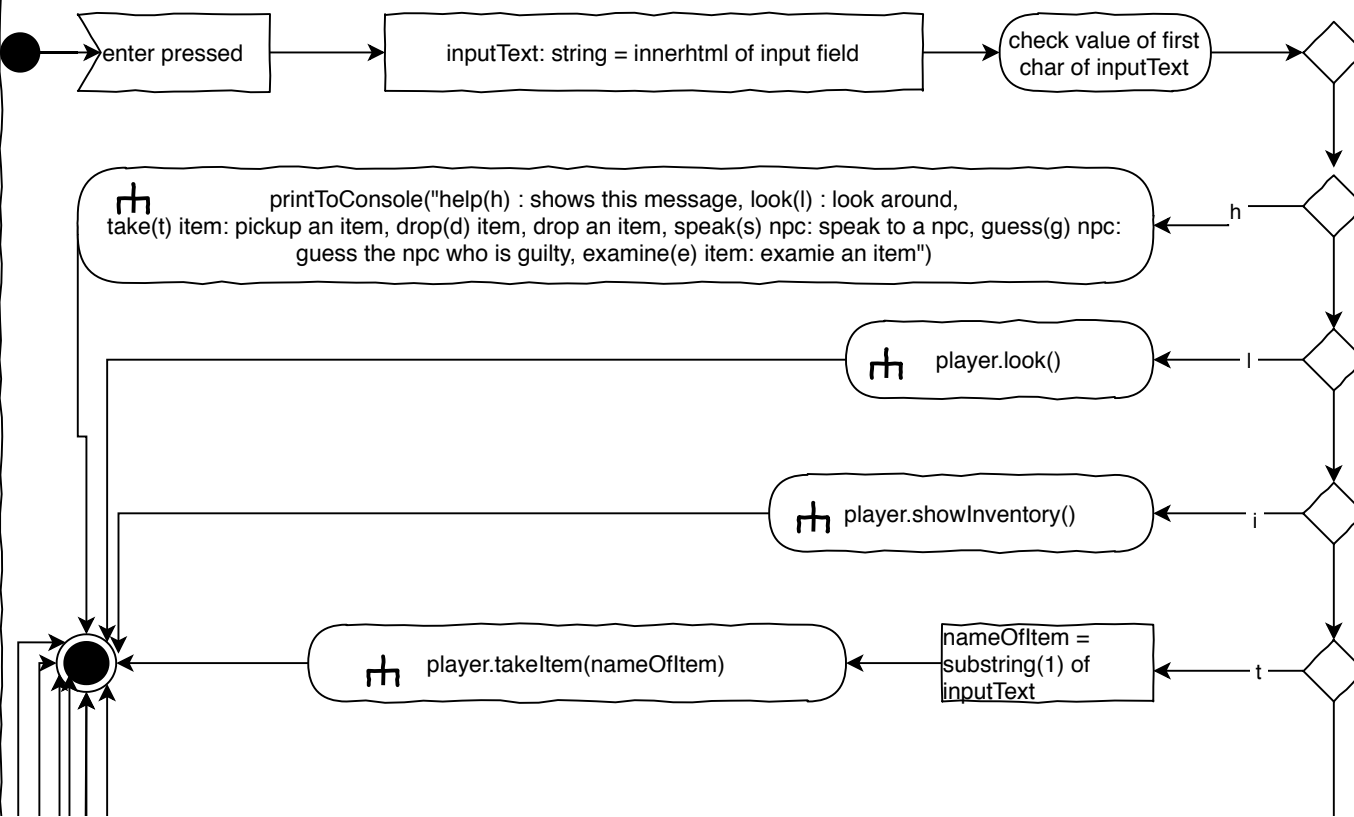 enter pressed
inputText: string = innerhtml of input field
check value of first
char of inputText
printToConsole("help(h) : shows this message, look(l) : look around,
take(t) item: pickup an item, drop(d) item, drop an item, speak(s) npc: speak to a npc, guess(g) npc:
guess the npc who is guilty, examine(e) item: examie an item")
h
player.look()
l
player.showInventory()
i
player.takeItem(nameOfItem)
nameOfItem =
substring(1) of
inputText
t